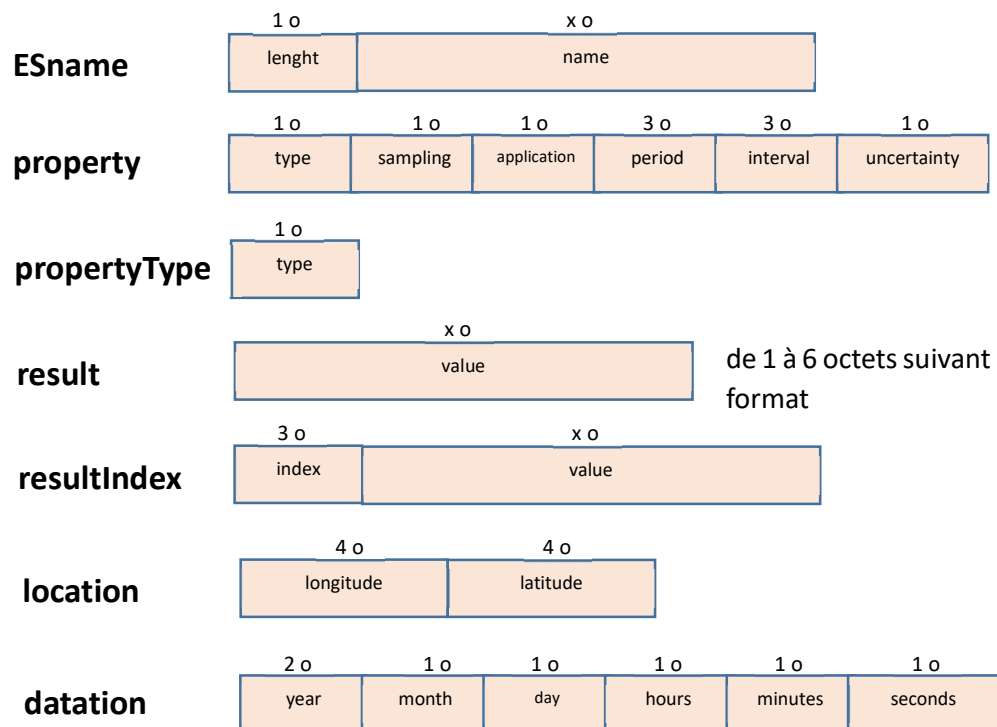 1 o x o
ESname lenght name
1 o 1 o 1 o 3 o 3 o 1 o
property type sampling application period interval uncertainty
1 o
propertyType type
x o
result value de 1 à 6 octets suivant
format
3 o x o
resultIndex index value
4 o 4 o
location longitude latitude
2 o 1 o 1 o 1 o 1 o 1 o
datation year month day hours minutes seconds